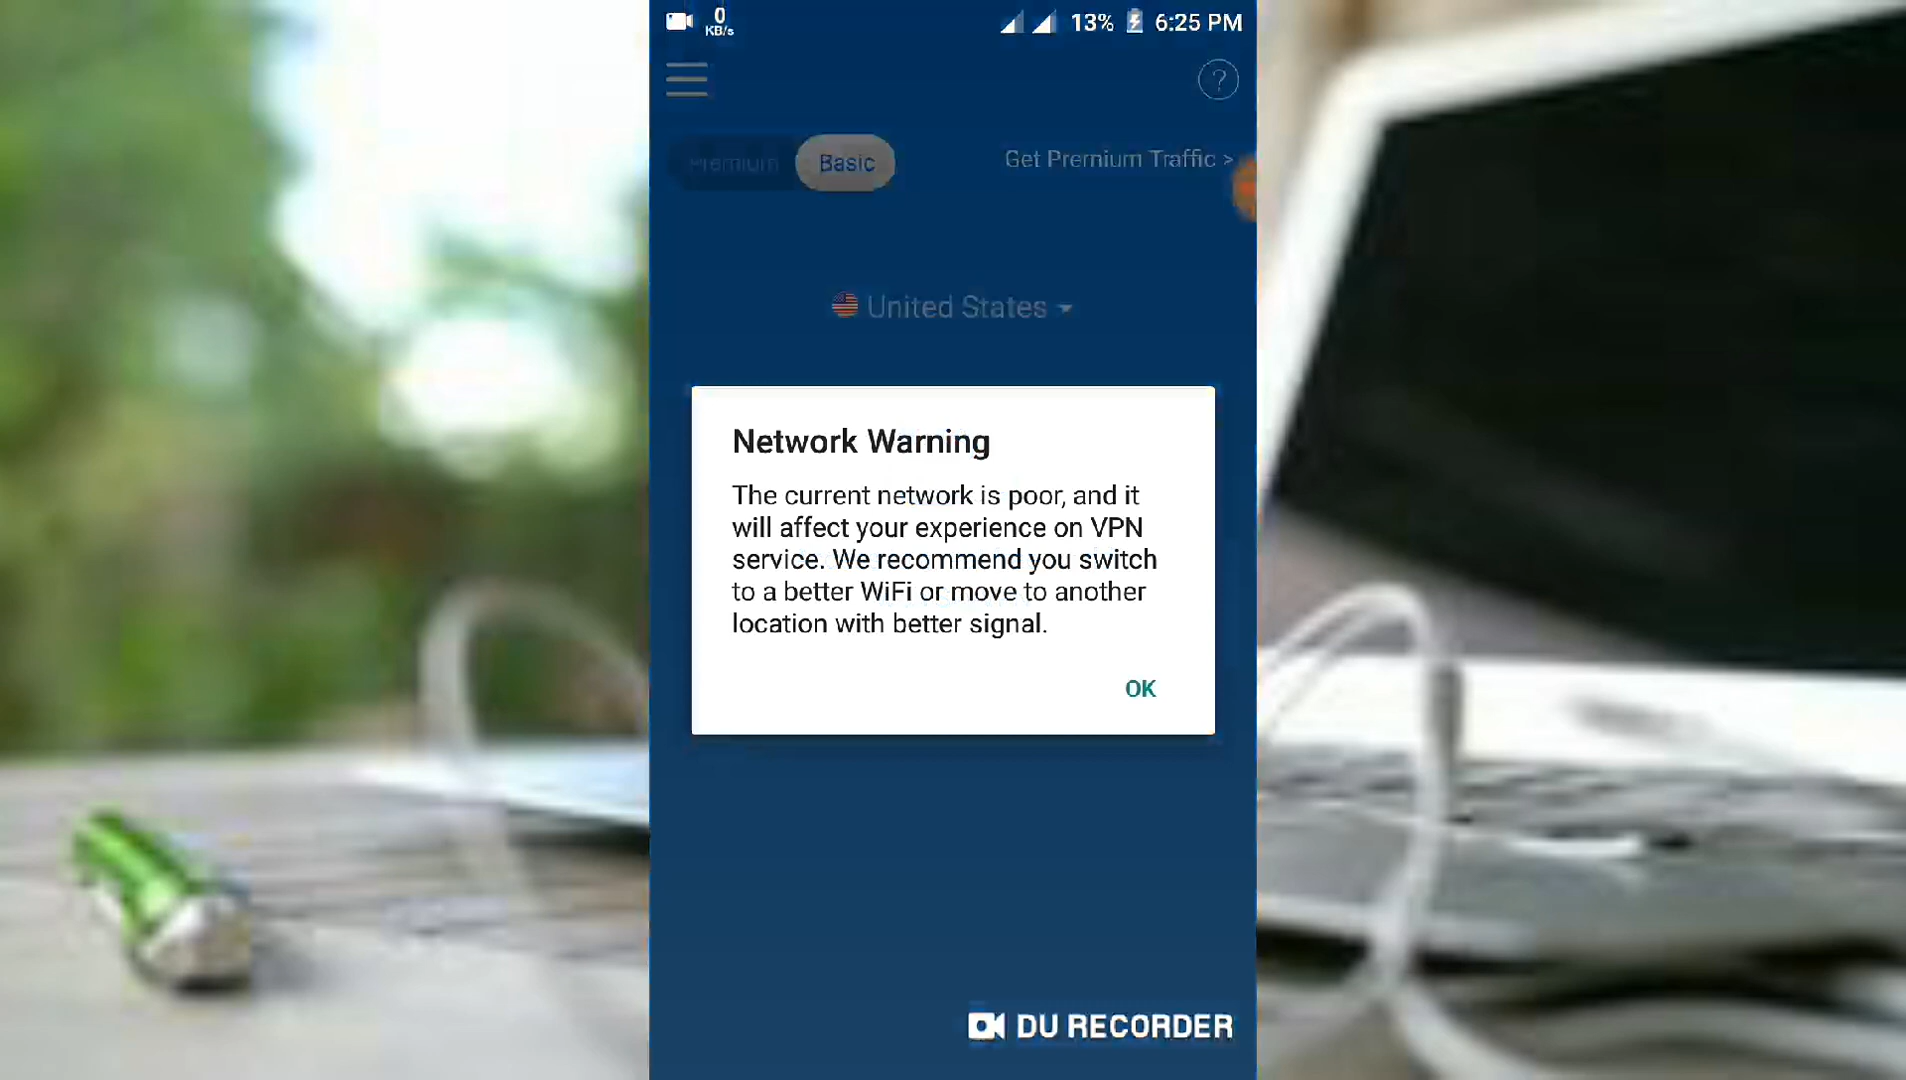 0
KB/s
13%
6:25 PM
?
Premium
Basic
Get Premium Traffic >
United States
Network Warning
The current network is poor, and it
will affect your experience on VPN
service. We recommend you switch
to a better WiFi or move to another
location with better signal.
OK
DU RECORDER